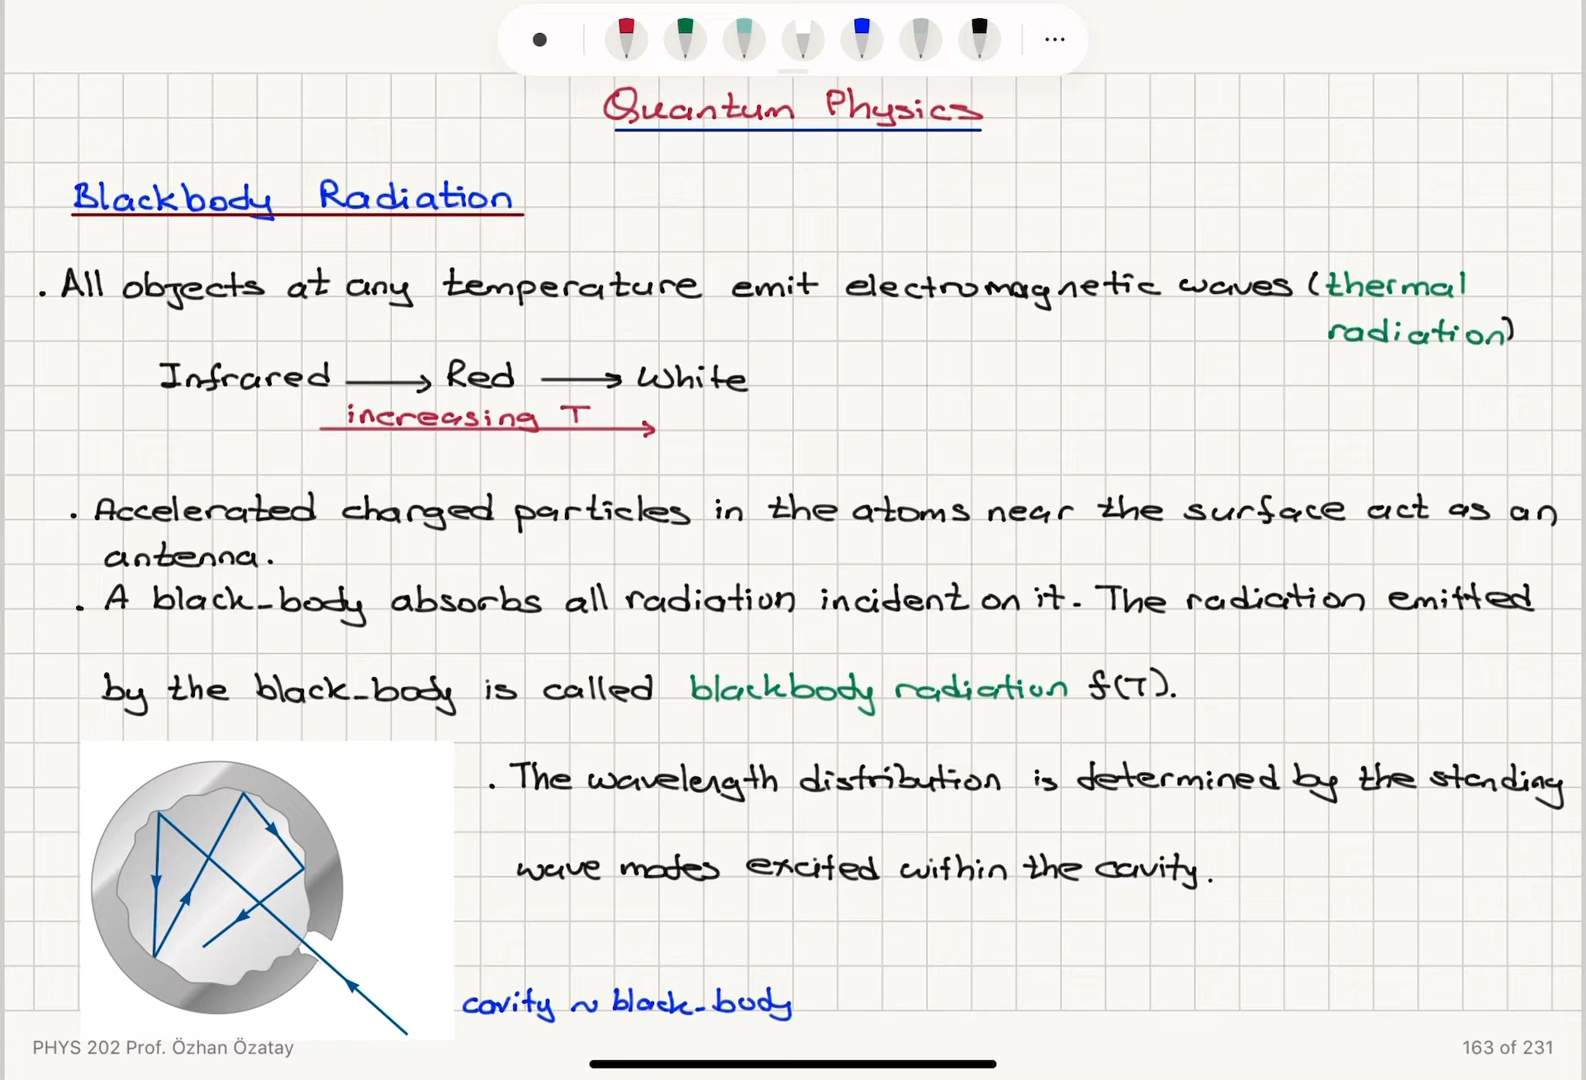 Quantum Physics
Blackbody Radiation
. All objects at any temperature emit electromagnetic waves (thermal
radiation)
Infrared → Red → White
increasing T
. Accelerated charged particles in the atoms near the surface act as an
antenna.
. A black-body absorbs all radiation incident on it. The radiation emitted
by the black-body is called blackbody radiation f(T).
. The wavelength distribution is determined by the standing
wave modes excited within the cavity.
cavity ~ black-body
PHYS 202 Prof. Özhan Özatay
163 of 231